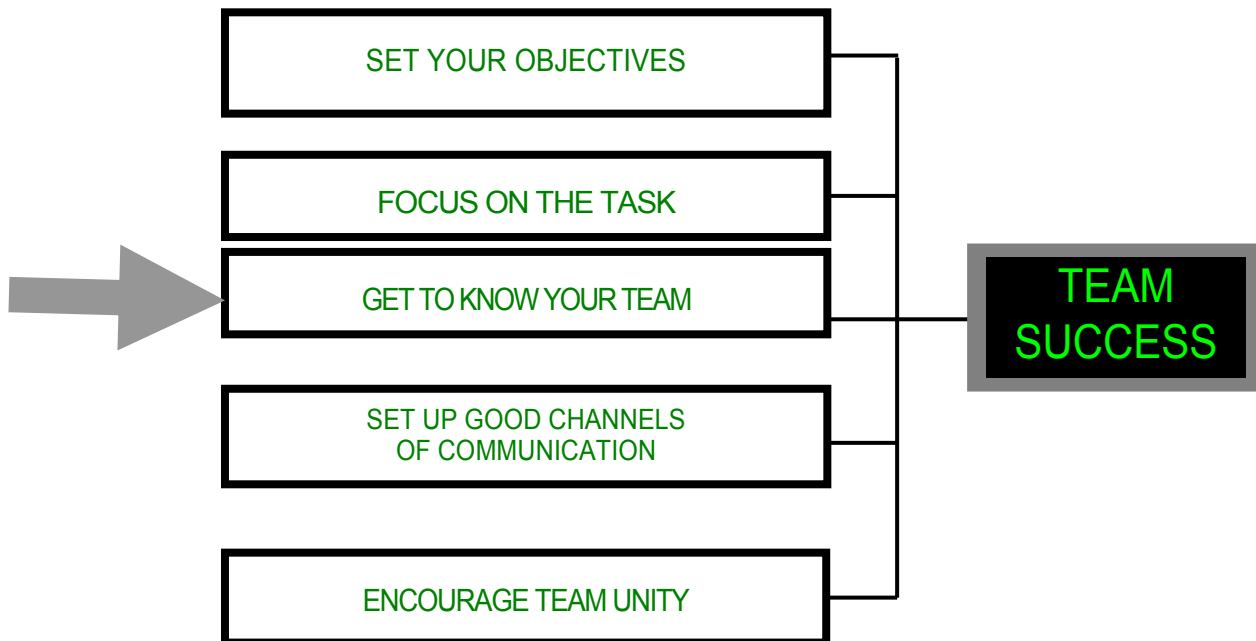 SET YOUR OBJECTIVES
FOCUS ON THE TASK
GET TO KNOW YOUR TEAM
SET UP GOOD CHANNELS
OF COMMUNICATION
ENCOURAGE TEAM UNITY
TEAM
SUCCESS